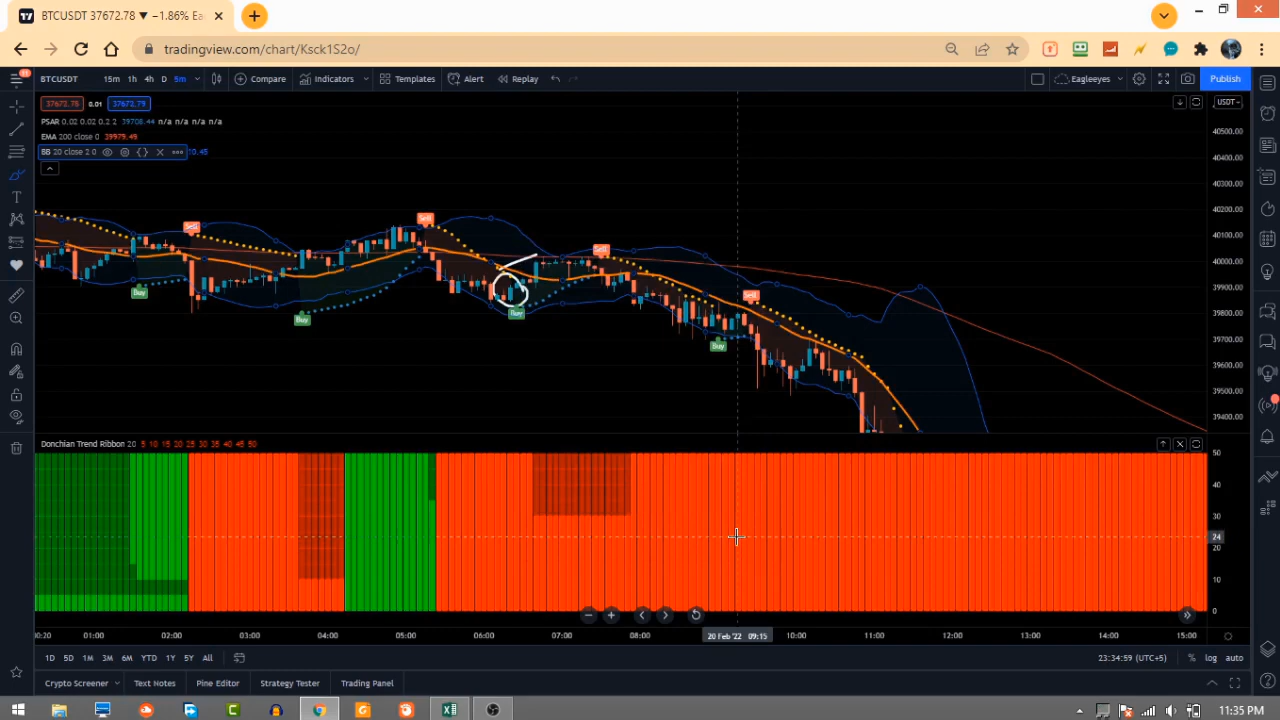 BTCUSDT 37672.78 ▼ −1.86% Ea
tradingview.com/chart/Ksck1S2o/
BTCUSDT 15m 1h 4h D 5m Compare Indicators Templates Alert Replay Eagleeyes Publish
37672.78 0.01 37672.79 USDT
PSAR 0.02 0.02 0.2 2 39708.44 n/a n/a n/a n/a
EMA 200 close 0 39979.49
BB 20 close 2 0
40500.00
40400.00
40300.00
40200.00
40100.00
40000.00
39900.00
39800.00
39700.00
39600.00
39500.00
39400.00
Sell Sell Sell Sell
Buy Buy Buy Buy
Donchian Trend Ribbon 20 5 10 15 20 25 30 35 40 45 50
50
40
30
24
20
10
0
01:00 02:00 03:00 04:00 05:00 06:00 07:00 08:00 20 Feb '22 09:15 10:00 11:00 12:00 13:00 14:00 15:00
1D 5D 1M 3M 6M YTD 1Y 5Y All 23:34:59 (UTC+5) % log auto
Crypto Screener Text Notes Pine Editor Strategy Tester Trading Panel
11:35 PM